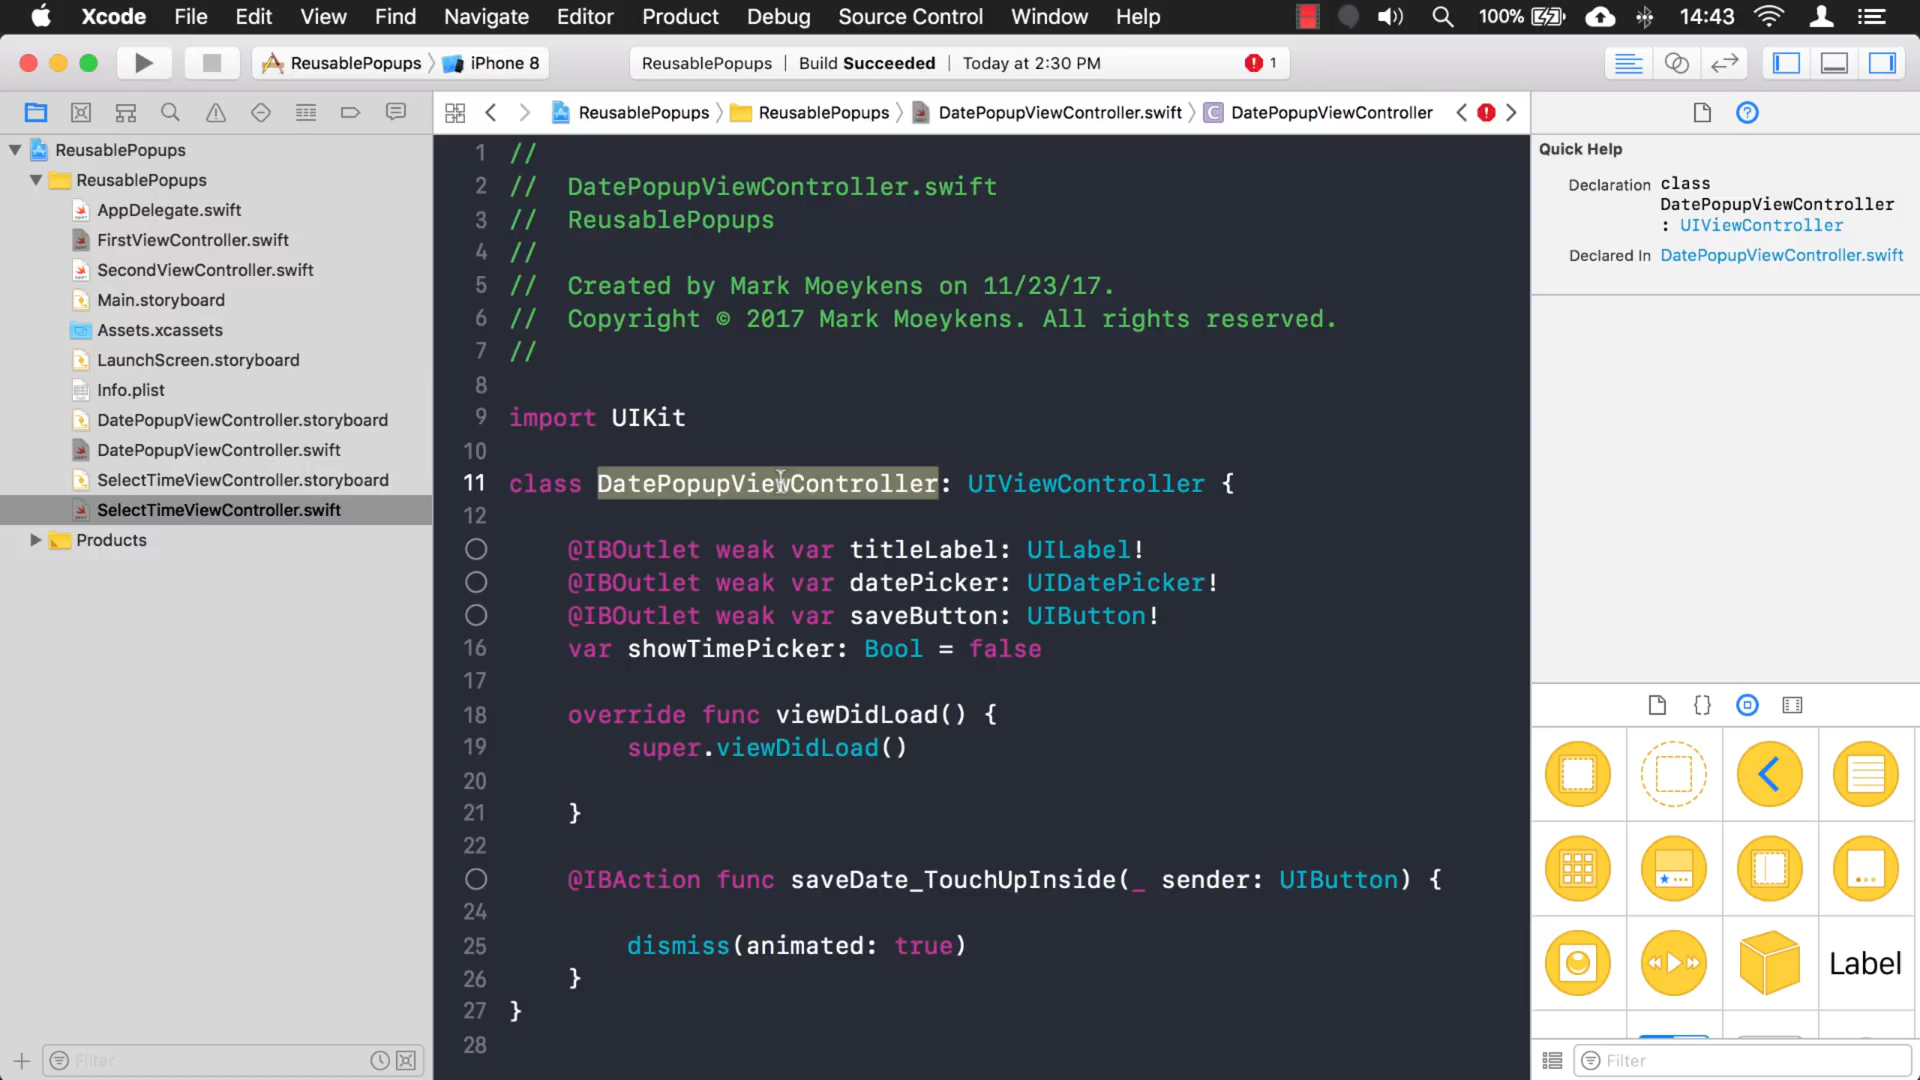 Xcode File Edit View Find Navigate Editor Product Debug Source Control Window Help 100% 14:43
ReusablePopups iPhone 8 ReusablePopups | Build Succeeded | Today at 2:30 PM 1
ReusablePopups ReusablePopups DatePopupViewController.swift C DatePopupViewController
ReusablePopups
ReusablePopups
AppDelegate.swift
FirstViewController.swift
SecondViewController.swift
Main.storyboard
Assets.xcassets
LaunchScreen.storyboard
Info.plist
DatePopupViewController.storyboard
DatePopupViewController.swift
SelectTimeViewController.storyboard
SelectTimeViewController.swift
Products
Filter
1 //
2 // DatePopupViewController.swift
3 // ReusablePopups
4 //
5 // Created by Mark Moeykens on 11/23/17.
6 // Copyright © 2017 Mark Moeykens. All rights reserved.
7 //
8
9 import UIKit
10
11 class DatePopupViewController: UIViewController {
12
@IBOutlet weak var titleLabel: UILabel!
@IBOutlet weak var datePicker: UIDatePicker!
@IBOutlet weak var saveButton: UIButton!
16 var showTimePicker: Bool = false
17
18 override func viewDidLoad() {
19 super.viewDidLoad()
20
21 }
22
@IBAction func saveDate_TouchUpInside(_ sender: UIButton) {
24
25 dismiss(animated: true)
26 }
27 }
28
Quick Help
Declaration class
DatePopupViewController
: UIViewController
Declared In DatePopupViewController.swift
Label
Filter